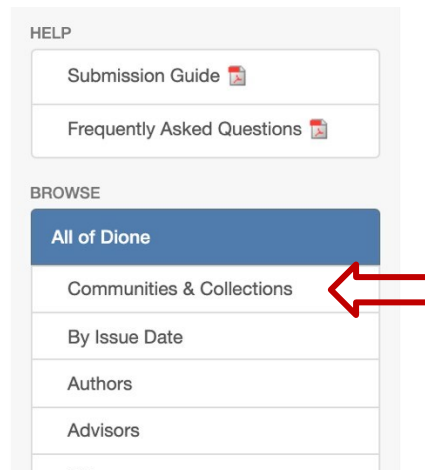 HELP
Submission Guide
Frequently Asked Questions
BROWSE
All of Dione
Communities & Collections
By Issue Date
Authors
Advisors